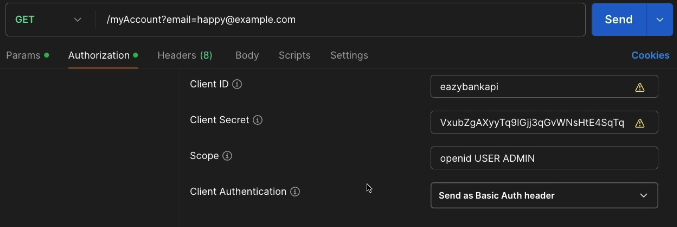 GET /myAccount?email=happy@example.com Send
Params Authorization Headers (8) Body Scripts Settings Cookies
Client ID eazybankapi
Client Secret VxubZgAXyyTq9lGjj3qGvWNsHtE4SqTq
Scope openid USER ADMIN
Client Authentication Send as Basic Auth header